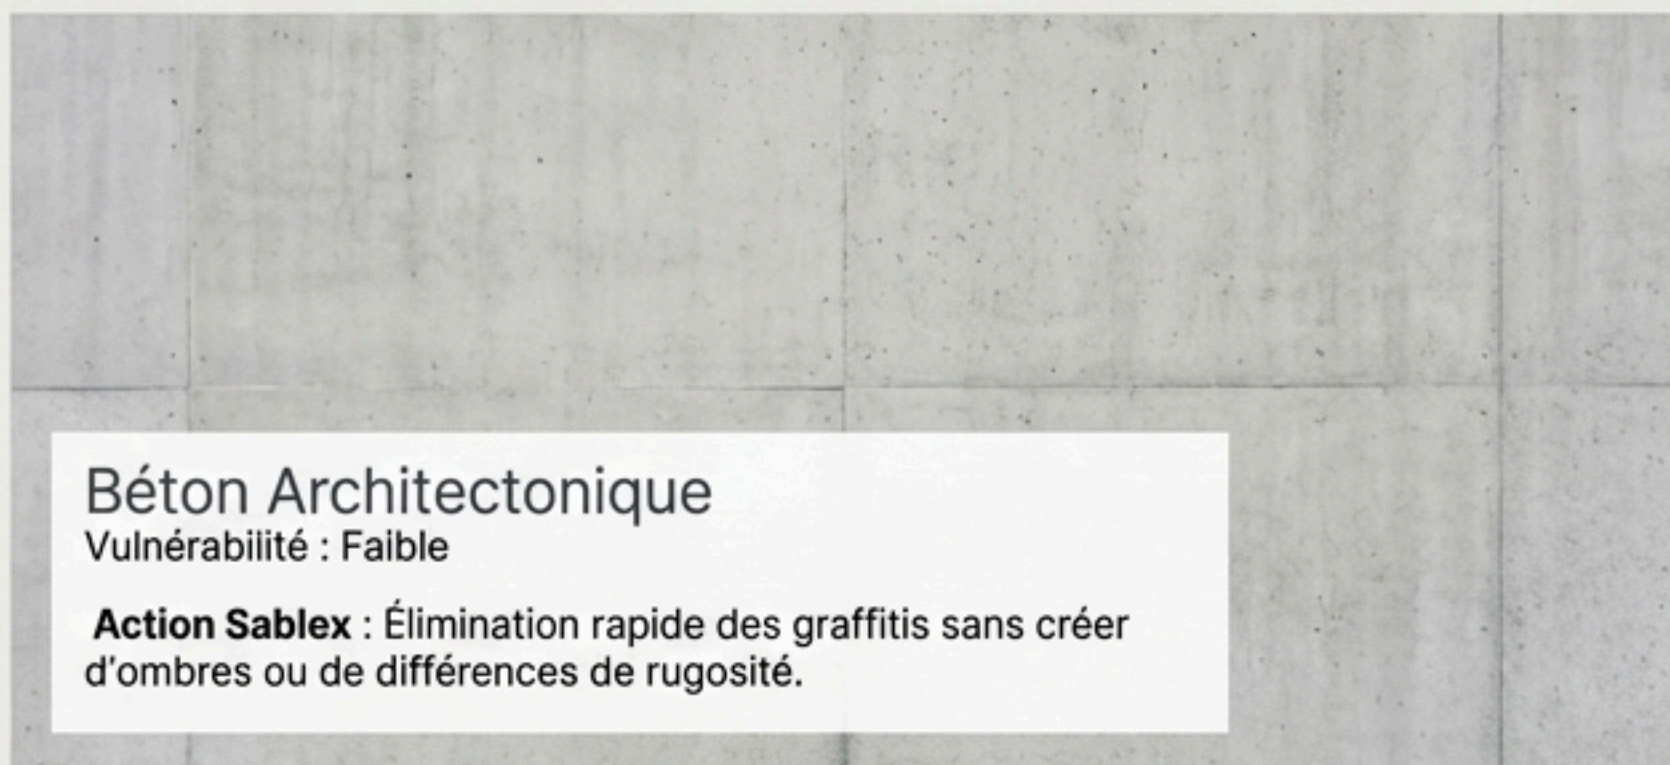 Béton Architectonique
Vulnérabilité : Faible
Action Sablex : Élimination rapide des graffitis sans créer
d'ombres ou de différences de rugosité.